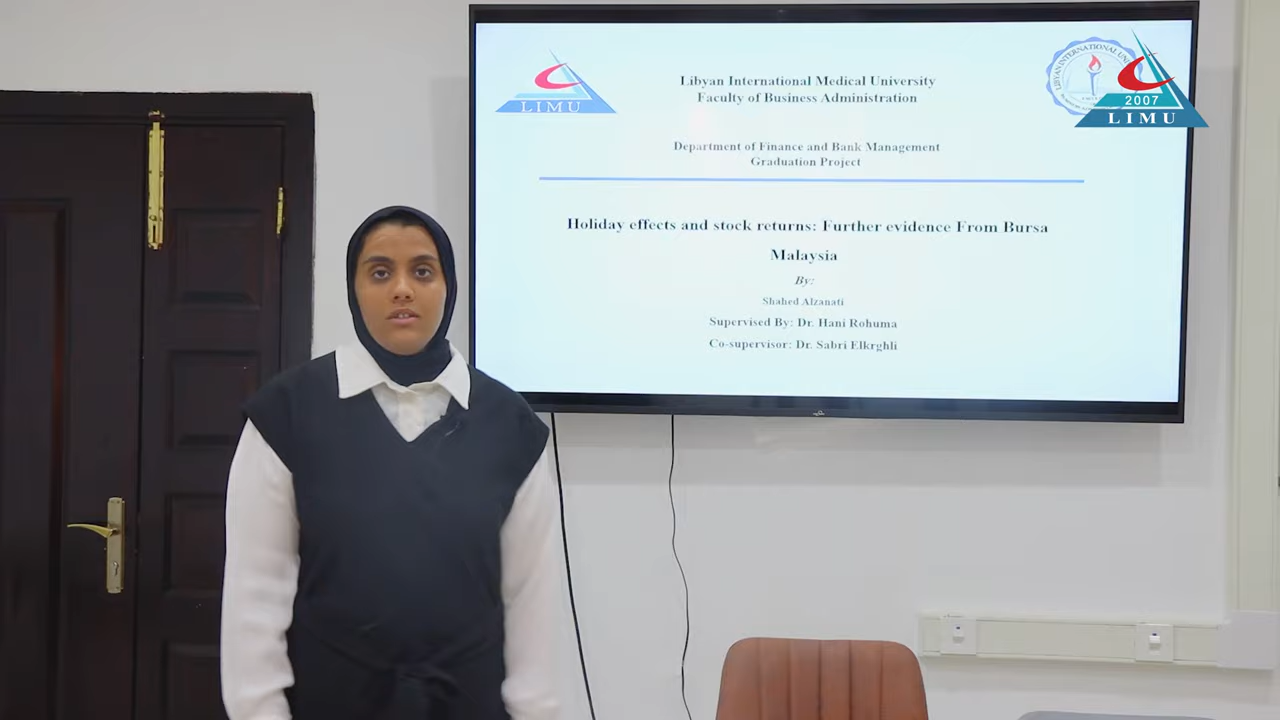 LIMU
Libyan International Medical University
Faculty of Business Administration
LIBYAN INTERNATIONAL
2007
LIMU
Department of Finance and Bank Management
Graduation Project
Holiday effects and stock returns: Further evidence From Bursa
Malaysia
By:
Shahed Alzanati
Supervised By: Dr. Hani Rohuma
Co-supervisor: Dr. Sabri Elkrghli